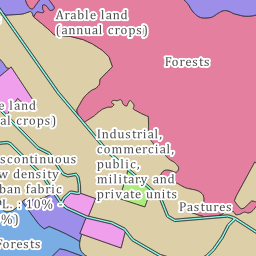 Arable land
(annual crops)
Forests
e land
al crops)
Industrial,
commercial,
public,
military and
private units
scontinuous
w density
ban fabric
L. : 10% -
%)
Pastures
Forests